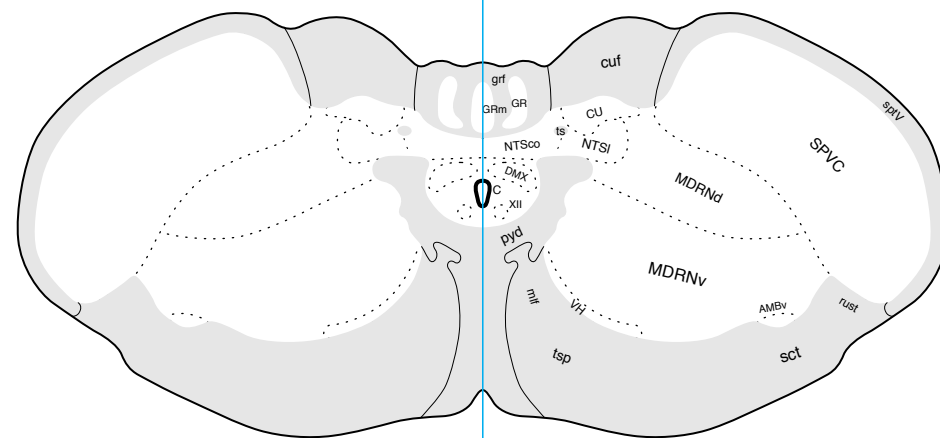 cuf
grf
GRm
GR
sptV
CU
ts
NTSco
NTSl
SPVC
DMX
C
MDRNd
XII
pyd
MDRNv
mlf
VH
AMBv
rust
tsp
sct